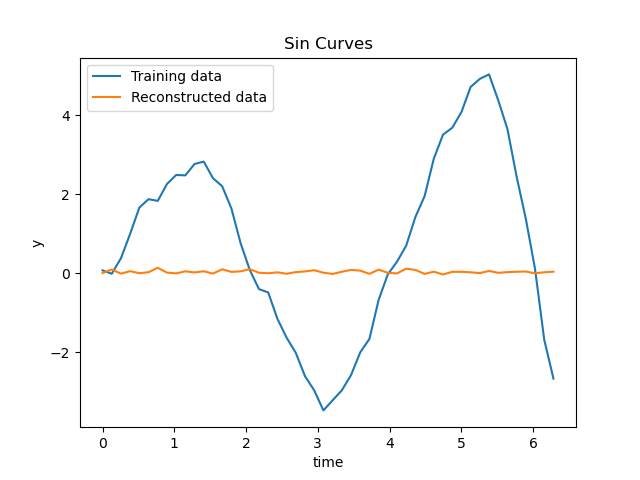 Sin Curves
Training data
Reconstructed data
4
2
0
−2
y
0 1 2 3 4 5 6
time